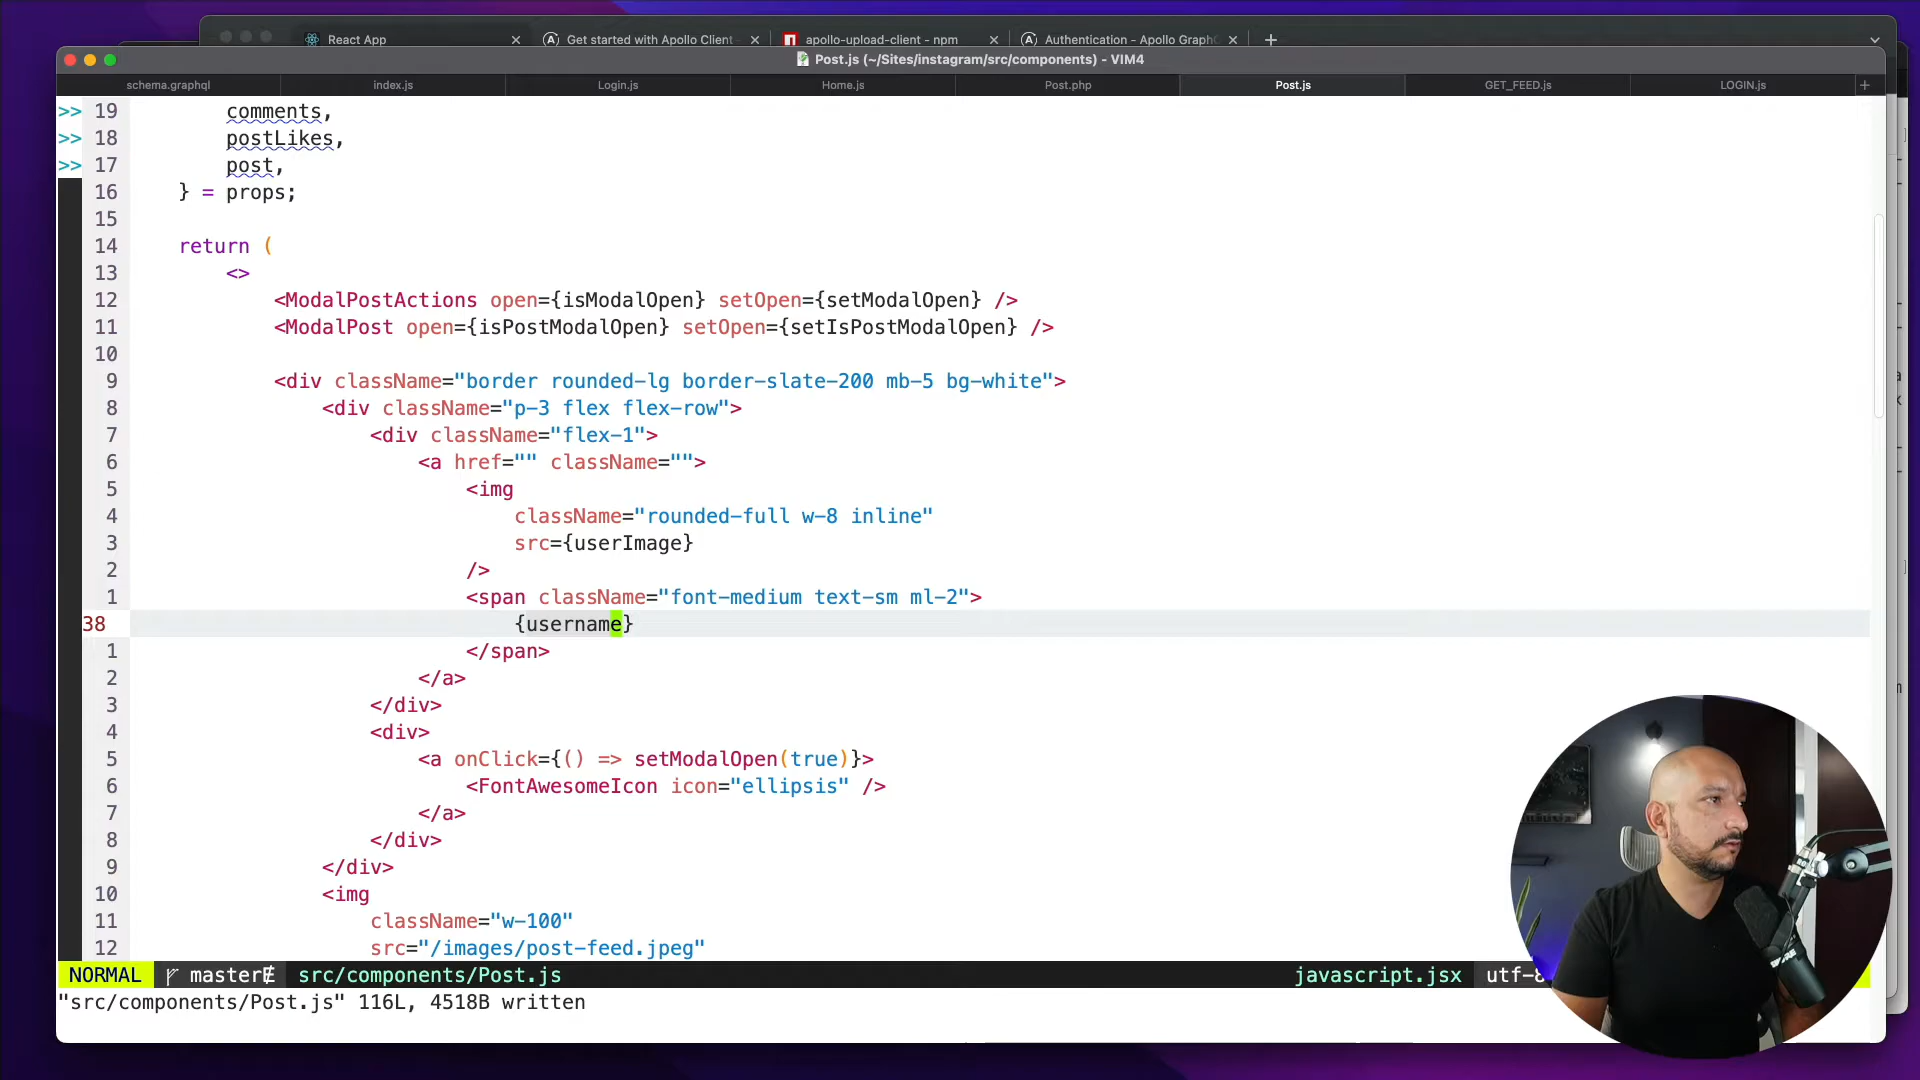 React App
Get started with Apollo Client
apollo-upload-client - npm
Authentication - Apollo Graph
Post.js (~/Sites/instagram/src/components) - VIM4
schema.graphql
index.js
Login.js
Home.js
Post.php
Post.js
GET_FEED.js
LOGIN.js
>> 19 comments,
>> 18 postLikes,
>> 17 post,
16 } = props;
15
14 return (
13 <>
12 <ModalPostActions open={isModalOpen} setOpen={setModalOpen} />
11 <ModalPost open={isPostModalOpen} setOpen={setIsPostModalOpen} />
10
9 <div className="border rounded-lg border-slate-200 mb-5 bg-white">
8 <div className="p-3 flex flex-row">
7 <div className="flex-1">
6 <a href="" className="">
5 <img
4 className="rounded-full w-8 inline"
3 src={userImage}
2 />
1 <span className="font-medium text-sm ml-2">
38 {username}
1 </span>
2 </a>
3 </div>
4 <div>
5 <a onClick={() => setModalOpen(true)}>
6 <FontAwesomeIcon icon="ellipsis" />
7 </a>
8 </div>
9 </div>
10 <img
11 className="w-100"
12 src="/images/post-feed.jpeg"
NORMAL master src/components/Post.js javascript.jsx utf-8
"src/components/Post.js" 116L, 4518B written